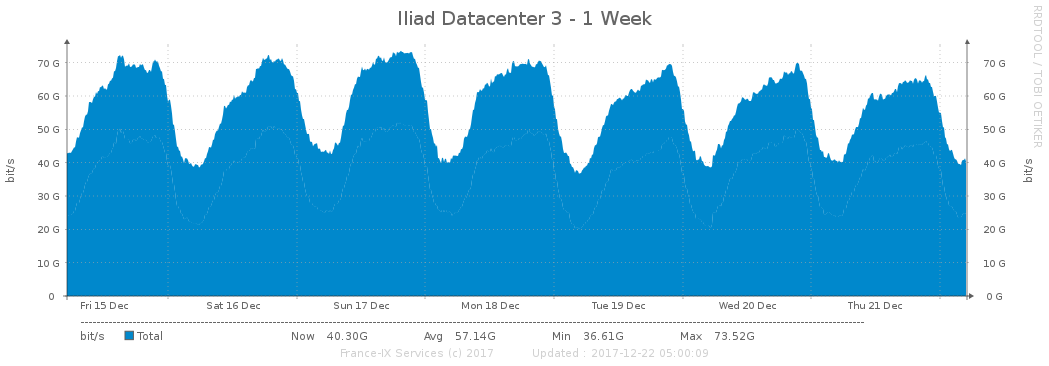 Iliad Datacenter 3 - 1 Week
RRDTOOL / TOBI OETIKER
bit/s
70 G 70 G
60 G 60 G
50 G 50 G
40 G 40 G
30 G 30 G
20 G 20 G
10 G 10 G
0 0 G
bit/s
Fri 15 Dec Sat 16 Dec Sun 17 Dec Mon 18 Dec Tue 19 Dec Wed 20 Dec Thu 21 Dec
bit/s Total Now 40.30G Avg 57.14G Min 36.61G Max 73.52G
France-IX Services (c) 2017 Updated : 2017-12-22 05:00:09